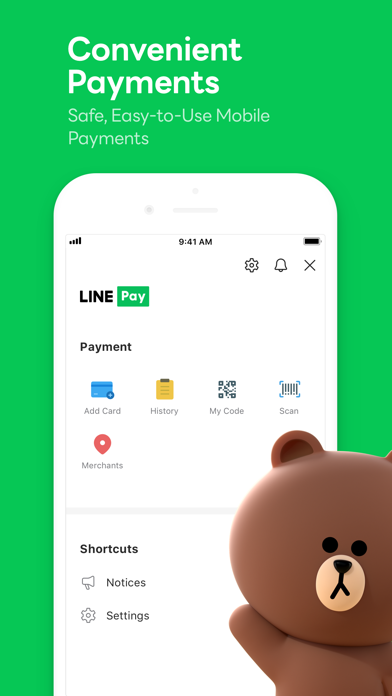 Convenient
Payments
Safe, Easy-to-Use Mobile
Payments
9:41 AM
LINE Pay
Payment
Add Card History My Code Scan
Merchants
Shortcuts
Notices
Settings